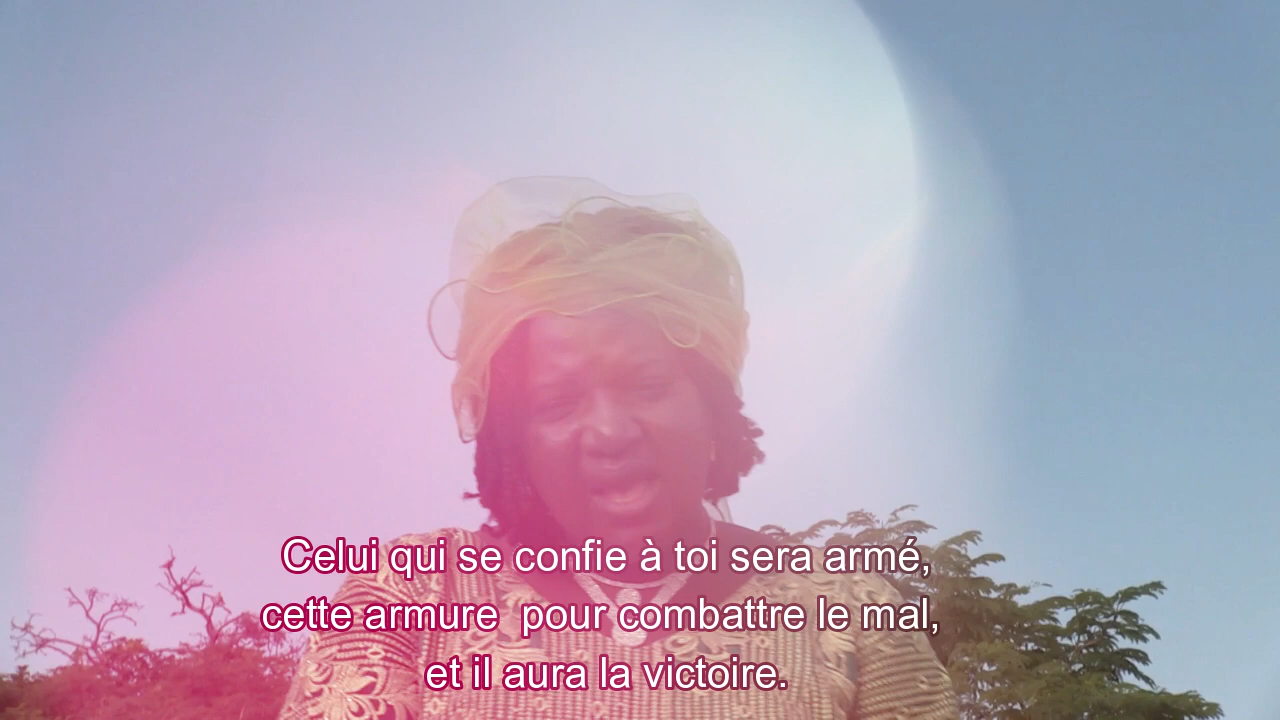 Celui qui se confie à toi sera armé,
cette armure  pour combattre le mal,
et il aura la victoire.